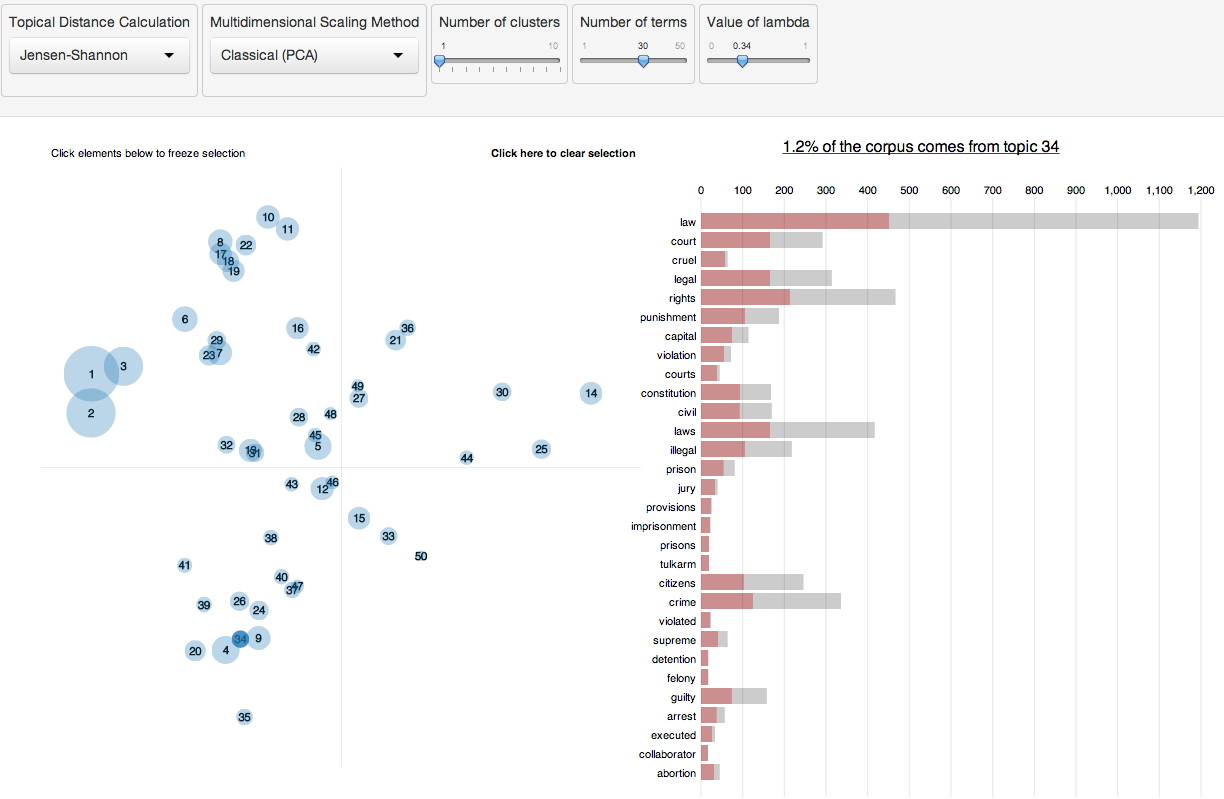 Topical Distance Calculation
Jensen-Shannon
Multidimensional Scaling Method
Classical (PCA)
Number of clusters
1 10
Number of terms
1 30 50
Value of lambda
0 0.34 1
Click elements below to freeze selection
Click here to clear selection
10
11
8
22
17
18
19
6
16
36
29
21
23
7
42
3
1
49
27
30
14
2
28
48
45
5
32
31
25
44
43
46
12
15
33
38
50
41
40
47
37
39
26
24
34
9
20
4
35
1.2% of the corpus comes from topic 34
0 100 200 300 400 500 600 700 800 900 1,000 1,100 1,200
law
court
cruel
legal
rights
punishment
capital
violation
courts
constitution
civil
laws
illegal
prison
jury
provisions
imprisonment
prisons
tulkarm
citizens
crime
violated
supreme
detention
felony
guilty
arrest
executed
collaborator
abortion